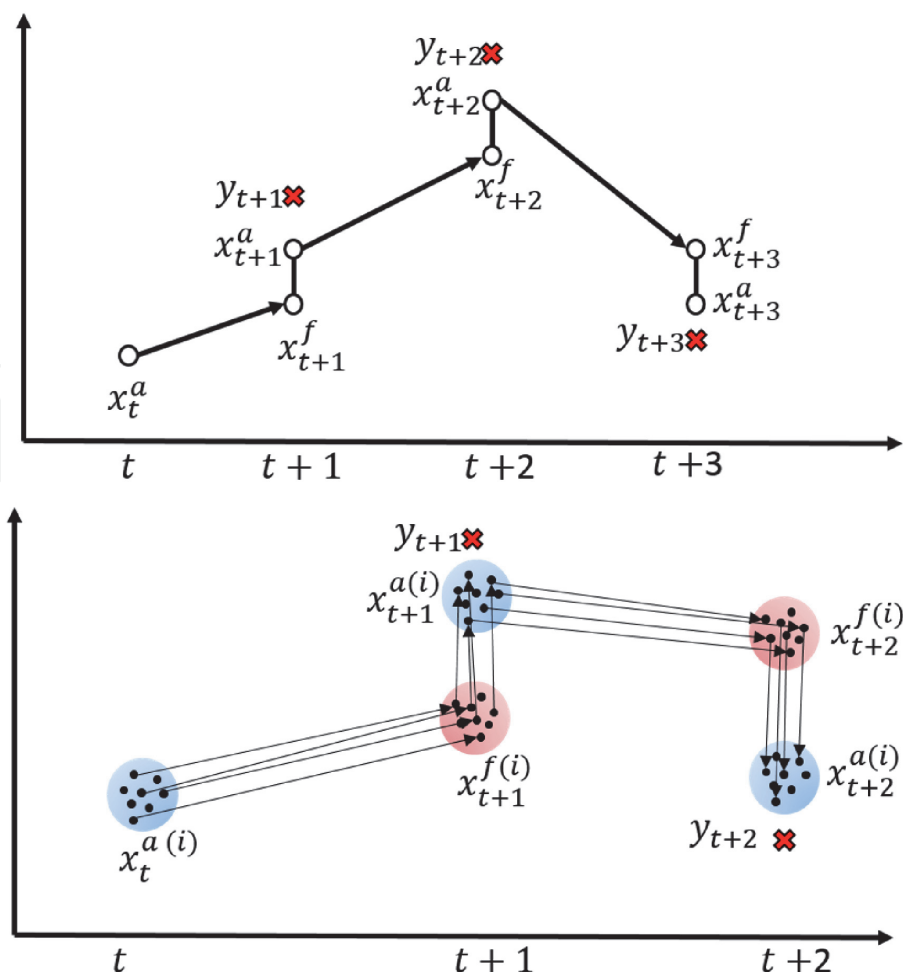 y_{t+2}
x^a_{t+2}
x^f_{t+2}
y_{t+1}
x^a_{t+1}
x^f_{t+3}
x^a_{t+3}
x^f_{t+1}
y_{t+3}
x^a_t
t t + 1 t+2 t+3
y_{t+1}
x^{a(i)}_{t+1}
x^{f(i)}_{t+2}
x^{f(i)}_{t+1}
x^{a(i)}_{t+2}
y_{t+2}
x^{a (i)}_t
t t + 1 t+2